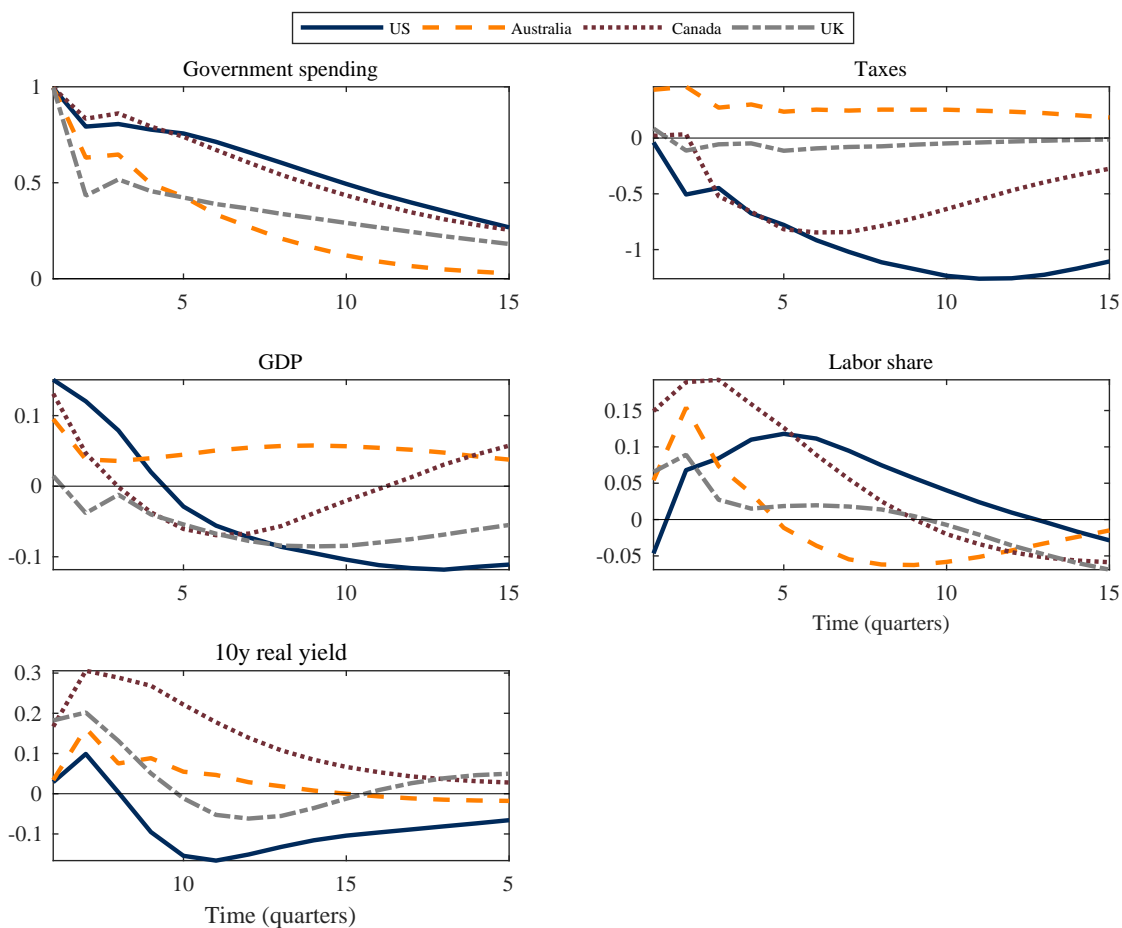 US Australia Canada UK
Government spending
1
0.5
0
5 10 15
Taxes
0
-0.5
-1
5 10 15
GDP
0.1
0
-0.1
5 10 15
Labor share
0.15
0.1
0.05
0
-0.05
5 10 15
Time (quarters)
10y real yield
0.3
0.2
0.1
0
-0.1
10 15 5
Time (quarters)